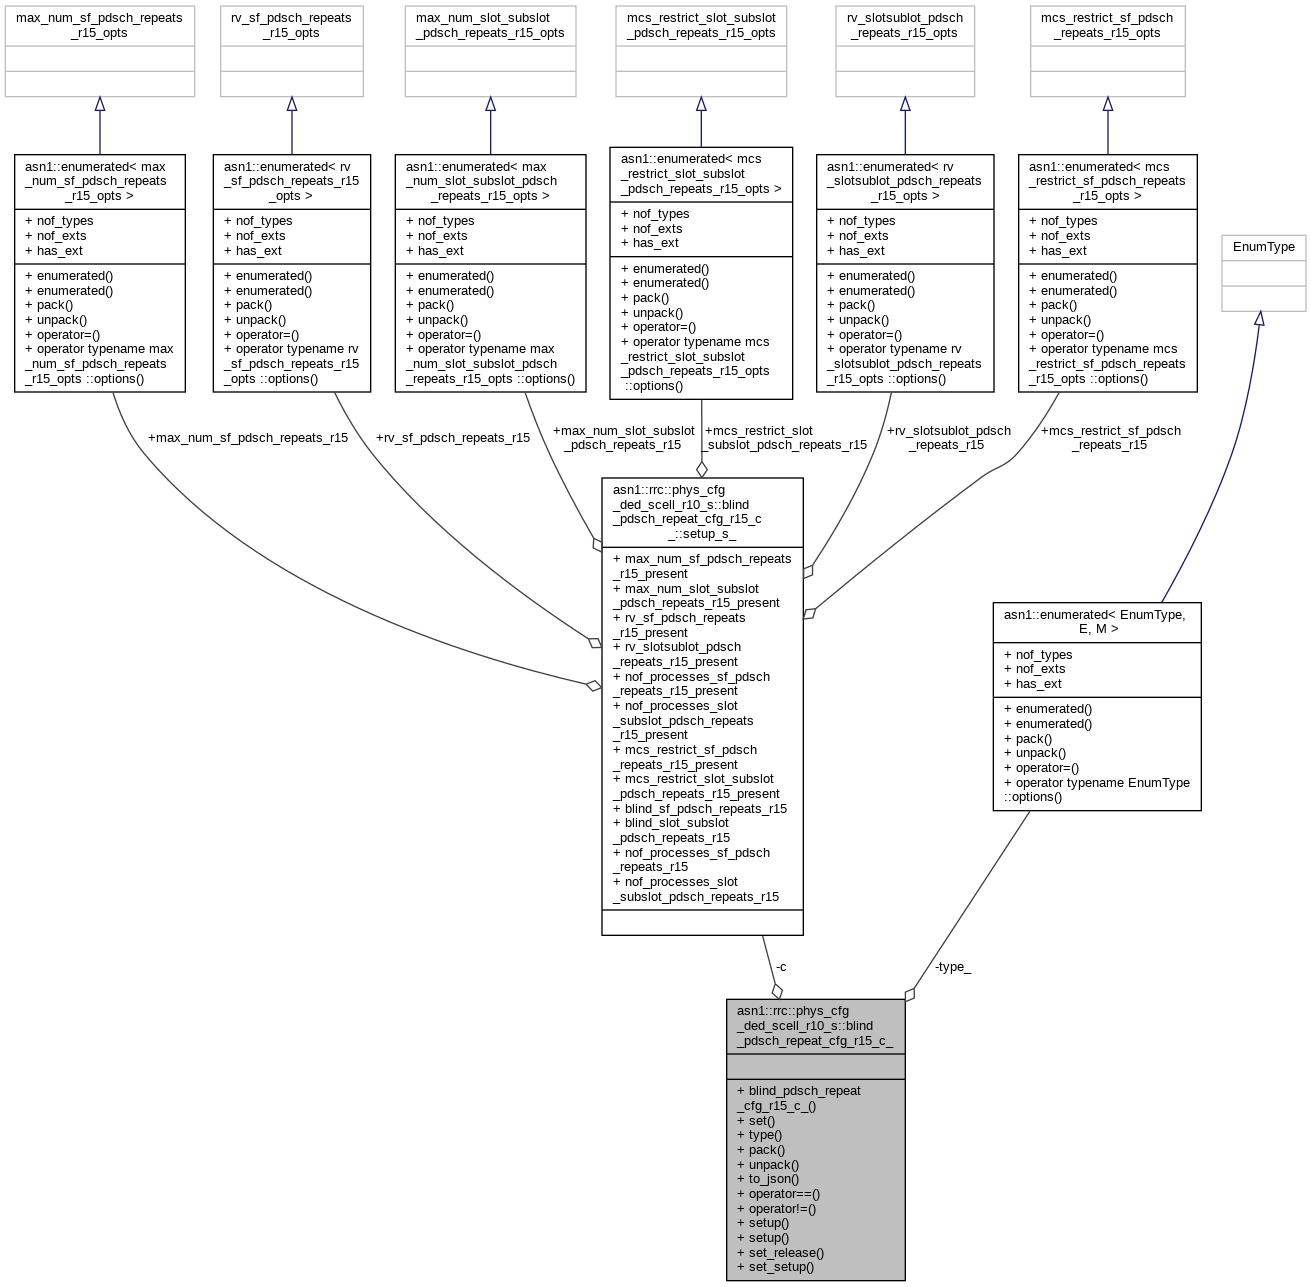 max_num_sf_pdsch_repeats
_r15_opts
rv_sf_pdsch_repeats
_r15_opts
max_num_slot_subslot
_pdsch_repeats_r15_opts
mcs_restrict_slot_subslot
_pdsch_repeats_r15_opts
rv_slotsublot_pdsch
_repeats_r15_opts
mcs_restrict_sf_pdsch
_repeats_r15_opts
asn1::enumerated< max
_num_sf_pdsch_repeats
_r15_opts >
+ nof_types
+ nof_exts
+ has_ext
+ enumerated()
+ enumerated()
+ pack()
+ unpack()
+ operator=()
+ operator typename max
_num_sf_pdsch_repeats
_r15_opts ::options()
asn1::enumerated< rv
_sf_pdsch_repeats_r15
_opts >
+ nof_types
+ nof_exts
+ has_ext
+ enumerated()
+ enumerated()
+ pack()
+ unpack()
+ operator=()
+ operator typename rv
_sf_pdsch_repeats_r15
_opts ::options()
asn1::enumerated< max
_num_slot_subslot_pdsch
_repeats_r15_opts >
+ nof_types
+ nof_exts
+ has_ext
+ enumerated()
+ enumerated()
+ pack()
+ unpack()
+ operator=()
+ operator typename max
_num_slot_subslot_pdsch
_repeats_r15_opts ::options()
asn1::enumerated< mcs
_restrict_slot_subslot
_pdsch_repeats_r15_opts >
+ nof_types
+ nof_exts
+ has_ext
+ enumerated()
+ enumerated()
+ pack()
+ unpack()
+ operator=()
+ operator typename mcs
_restrict_slot_subslot
_pdsch_repeats_r15_opts
::options()
asn1::enumerated< rv
_slotsublot_pdsch_repeats
_r15_opts >
+ nof_types
+ nof_exts
+ has_ext
+ enumerated()
+ enumerated()
+ pack()
+ unpack()
+ operator=()
+ operator typename rv
_slotsublot_pdsch_repeats
_r15_opts ::options()
asn1::enumerated< mcs
_restrict_sf_pdsch_repeats
_r15_opts >
+ nof_types
+ nof_exts
+ has_ext
+ enumerated()
+ enumerated()
+ pack()
+ unpack()
+ operator=()
+ operator typename mcs
_restrict_sf_pdsch_repeats
_r15_opts ::options()
EnumType
+max_num_sf_pdsch_repeats_r15
+rv_sf_pdsch_repeats_r15
+max_num_slot_subslot
_pdsch_repeats_r15
+mcs_restrict_slot
_subslot_pdsch_repeats_r15
+rv_slotsublot_pdsch
_repeats_r15
+mcs_restrict_sf_pdsch
_repeats_r15
asn1::rrc::phys_cfg
_ded_scell_r10_s::blind
_pdsch_repeat_cfg_r15_c
_::setup_s_
+ max_num_sf_pdsch_repeats
_r15_present
+ max_num_slot_subslot
_pdsch_repeats_r15_present
+ rv_sf_pdsch_repeats
_r15_present
+ rv_slotsublot_pdsch
_repeats_r15_present
+ nof_processes_sf_pdsch
_repeats_r15_present
+ nof_processes_slot
_subslot_pdsch_repeats
_r15_present
+ mcs_restrict_sf_pdsch
_repeats_r15_present
+ mcs_restrict_slot_subslot
_pdsch_repeats_r15_present
+ blind_sf_pdsch_repeats_r15
+ blind_slot_subslot
_pdsch_repeats_r15
+ nof_processes_sf_pdsch
_repeats_r15
+ nof_processes_slot
_subslot_pdsch_repeats_r15
asn1::enumerated< EnumType,
E, M >
+ nof_types
+ nof_exts
+ has_ext
+ enumerated()
+ enumerated()
+ pack()
+ unpack()
+ operator=()
+ operator typename EnumType
::options()
-c
-type_
asn1::rrc::phys_cfg
_ded_scell_r10_s::blind
_pdsch_repeat_cfg_r15_c_
+ blind_pdsch_repeat
_cfg_r15_c_()
+ set()
+ type()
+ pack()
+ unpack()
+ to_json()
+ operator==()
+ operator!=()
+ setup()
+ setup()
+ set_release()
+ set_setup()